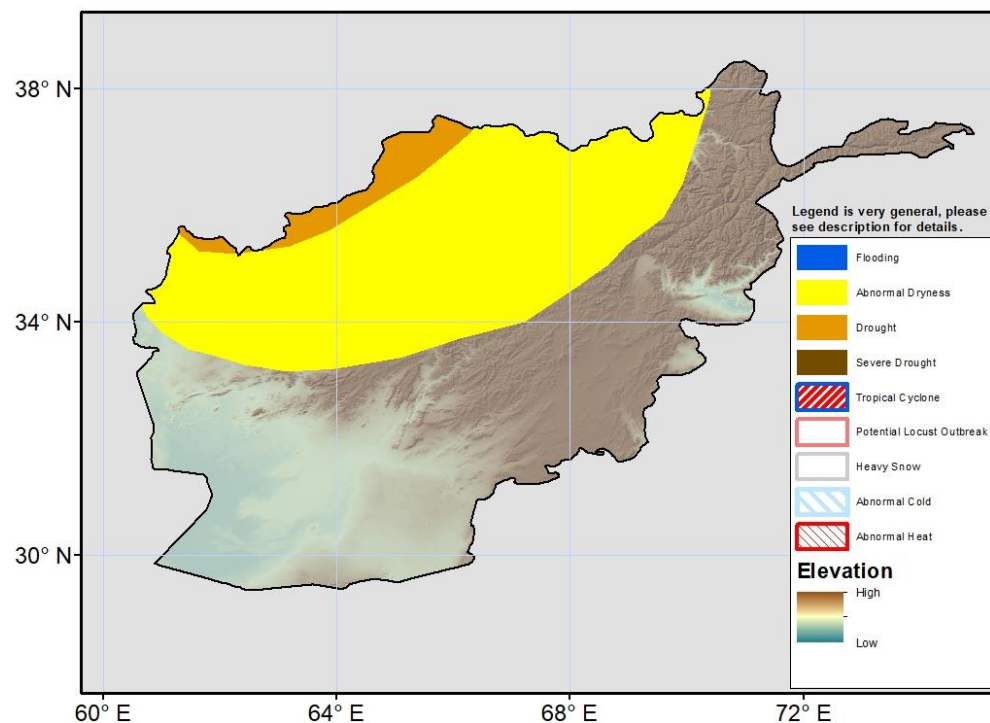 38° N
34° N
30° N
60° E
64° E
68° E
72° E
Legend is very general, please
see description for details.
Flooding
Abnormal Dryness
Drought
Severe Drought
Tropical Cyclone
Potential Locust Outbreak
Heavy Snow
Abnormal Cold
Abnormal Heat
Elevation
High
Low